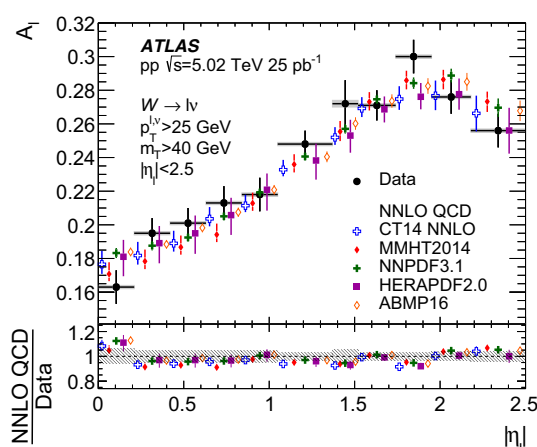 A_l
0.32
0.3
0.28
0.26
0.24
0.22
0.2
0.18
0.16
ATLAS
pp √s=5.02 TeV 25 pb⁻¹
W → lν
p_T^{l,ν}>25 GeV
m_T>40 GeV
|η_l|<2.5
Data
NNLO QCD
CT14 NNLO
MMHT2014
NNPDF3.1
HERAPDF2.0
ABMP16
NNLO QCD
Data
1.2
1
0.8
0 0.5 1 1.5 2 2.5
|η_l|